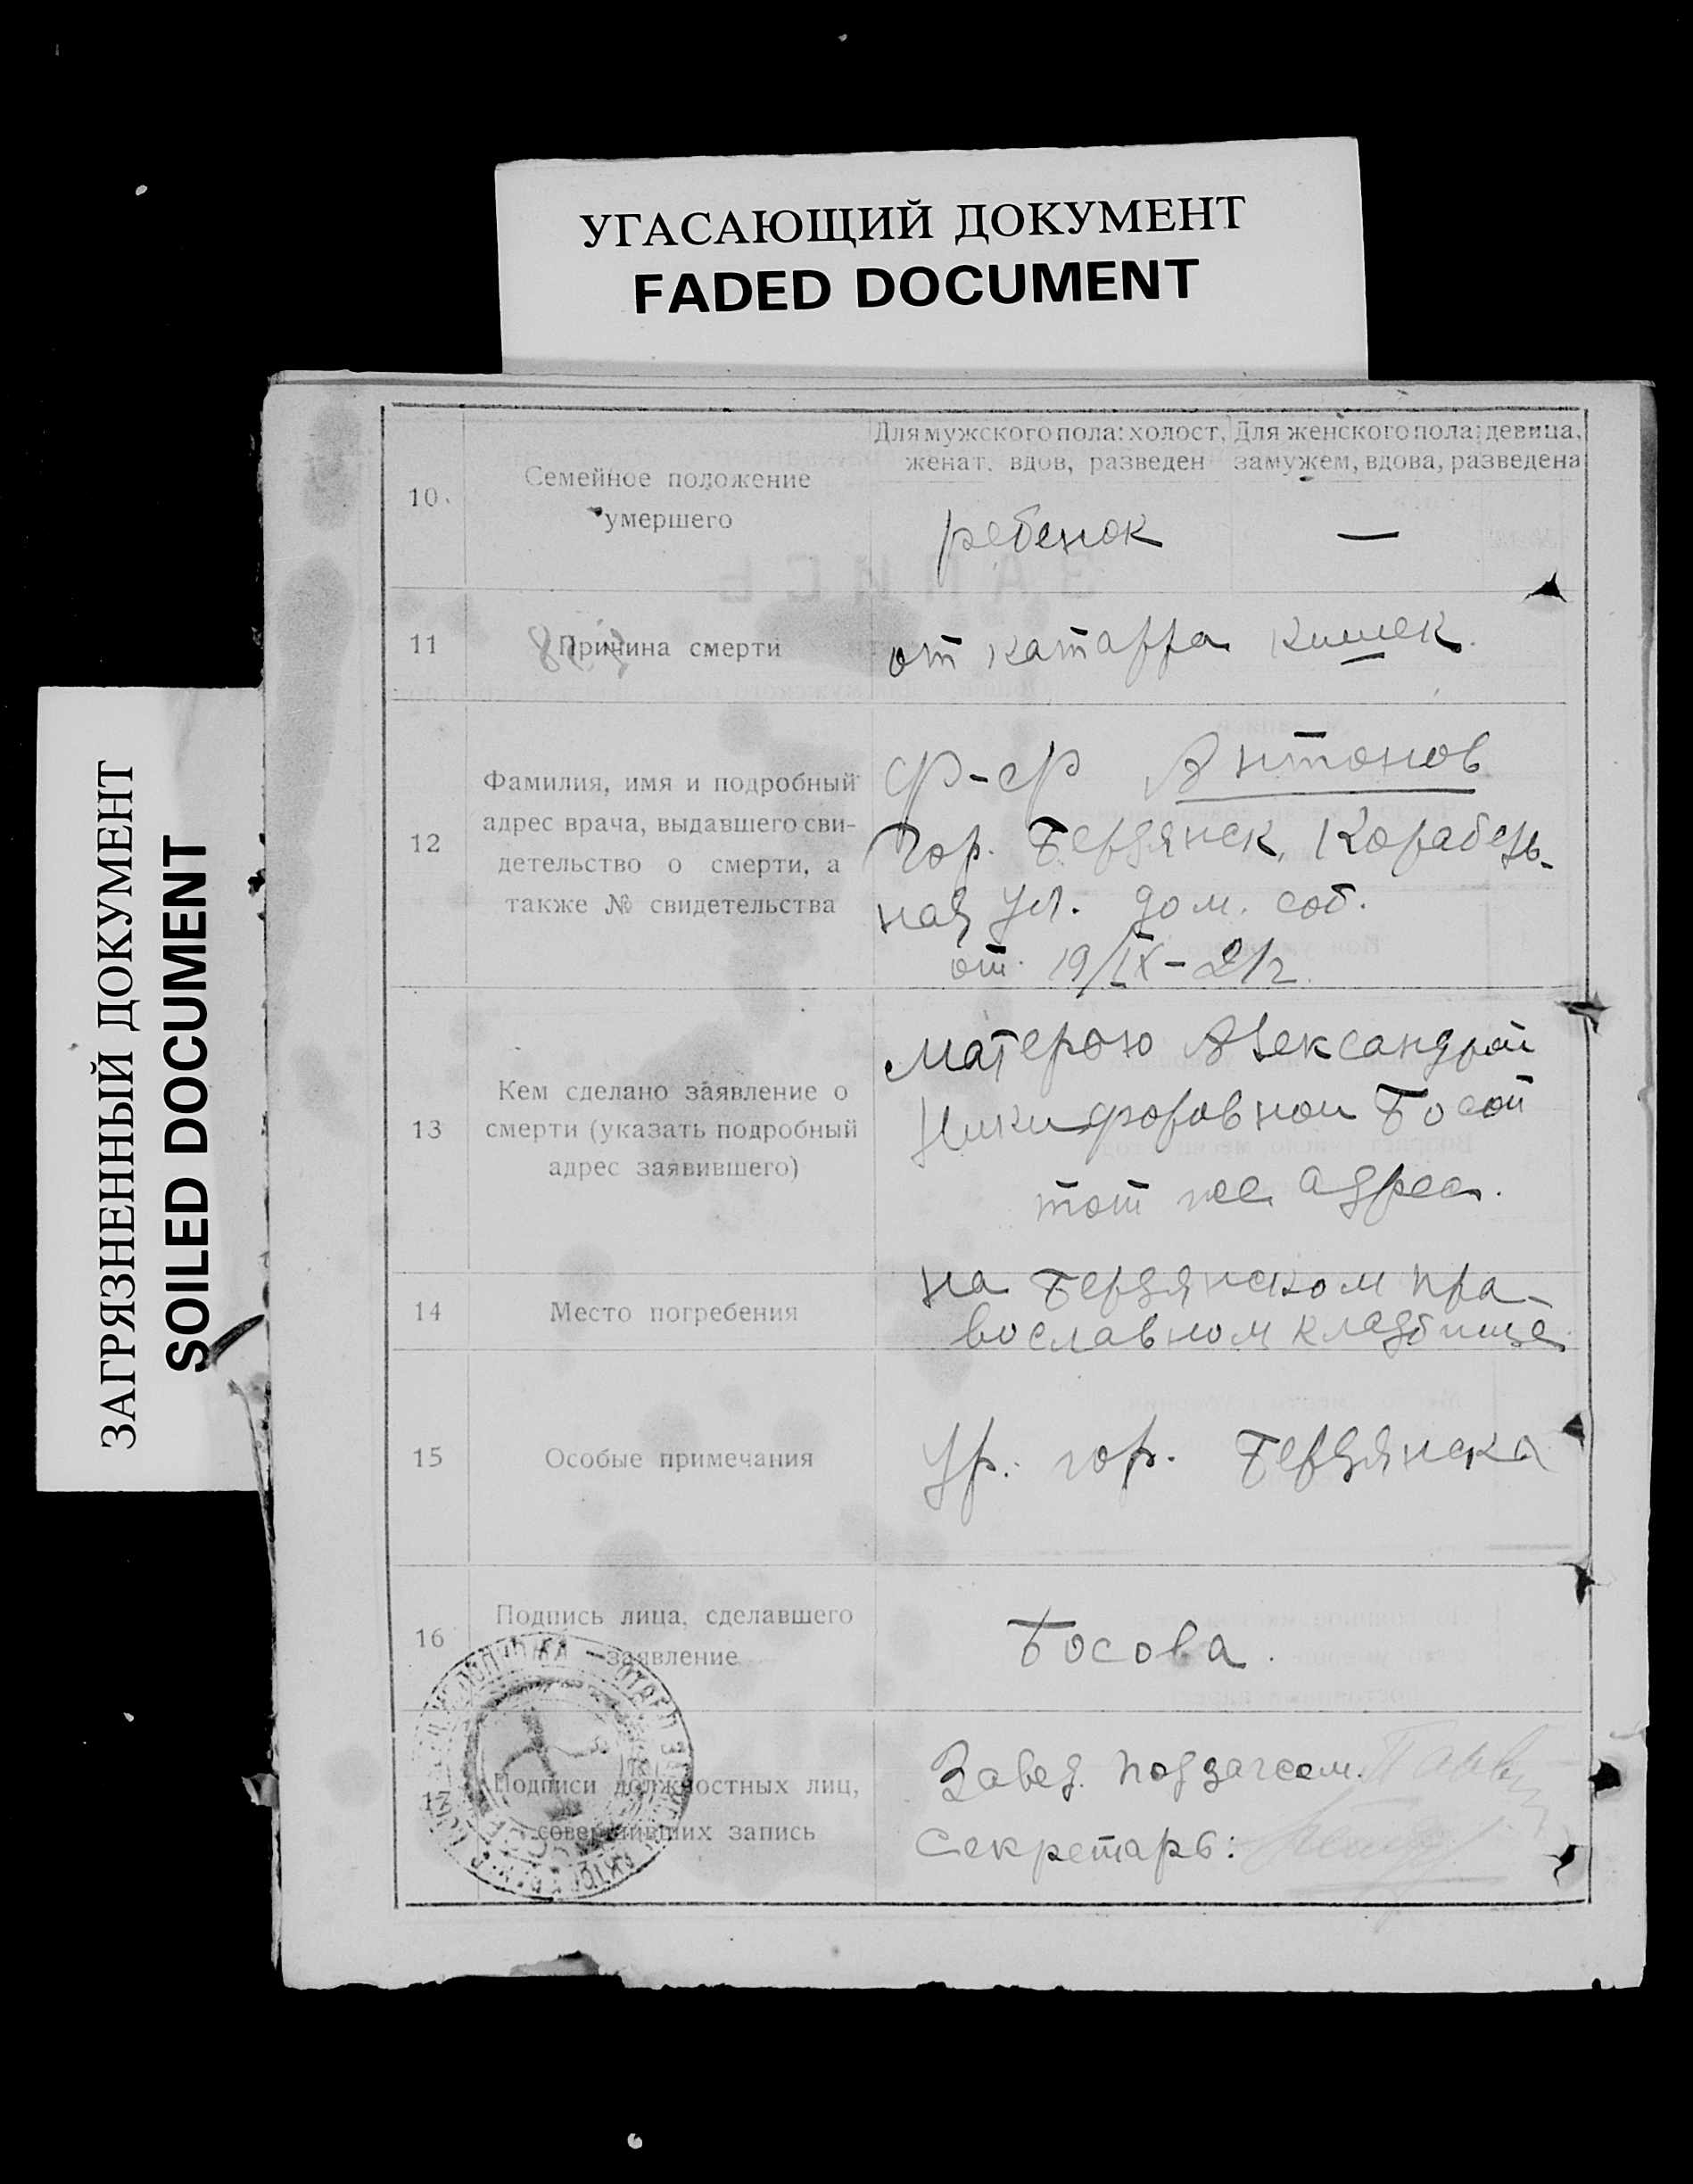 УГАСАЮЩИЙ ДОКУМЕНТ
FADED DOCUMENT
ЗАГРЯЗНЕННЫЙ ДОКУМЕНТ
SOILED DOCUMENT
10.
Семейное положение
умершего
Для мужского пола: холост,
женат, вдов, разведен
Для женского пола: девица,
замужем, вдова, разведена
ребенок —
11
Причина смерти
от катарра кишек.
12
Фамилия, имя и подробный
адрес врача, выдавшего сви-
детельство о смерти, а
также № свидетельства
ф-ер Антонов
Гор. Бердянск, Корабель-
ная ул. дом. соб.
от 19/IX-21г.
13
Кем сделано заявление о
смерти (указать подробный
адрес заявившего)
Матерью Александрой
Никифоровной Босой
тот же адрес.
14
Место погребения
на Бердянском пра-
вославном кладбище
15
Особые примечания
Ур. гор. Бердянска
16
Подпись лица, сделавшего
заявление
Босова.
17
Подписи должностных лиц,
совершивших запись
Завед. подзагсом.
Секретарь: